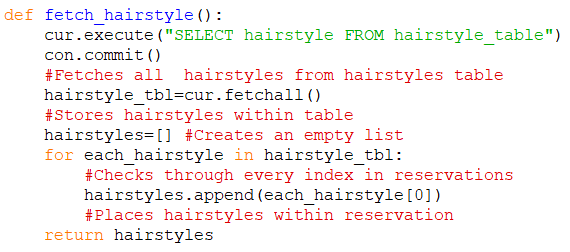 def fetch_hairstyle():
    cur.execute("SELECT hairstyle FROM hairstyle_table")
    con.commit()
    #Fetches all  hairstyles from hairstyles table
    hairstyle_tbl=cur.fetchall()
    #Stores hairstyles within table
    hairstyles=[] #Creates an empty list
    for each_hairstyle in hairstyle_tbl:
        #Checks through every index in reservations
        hairstyles.append(each_hairstyle[0])
        #Places hairstyles within reservation
    return hairstyles